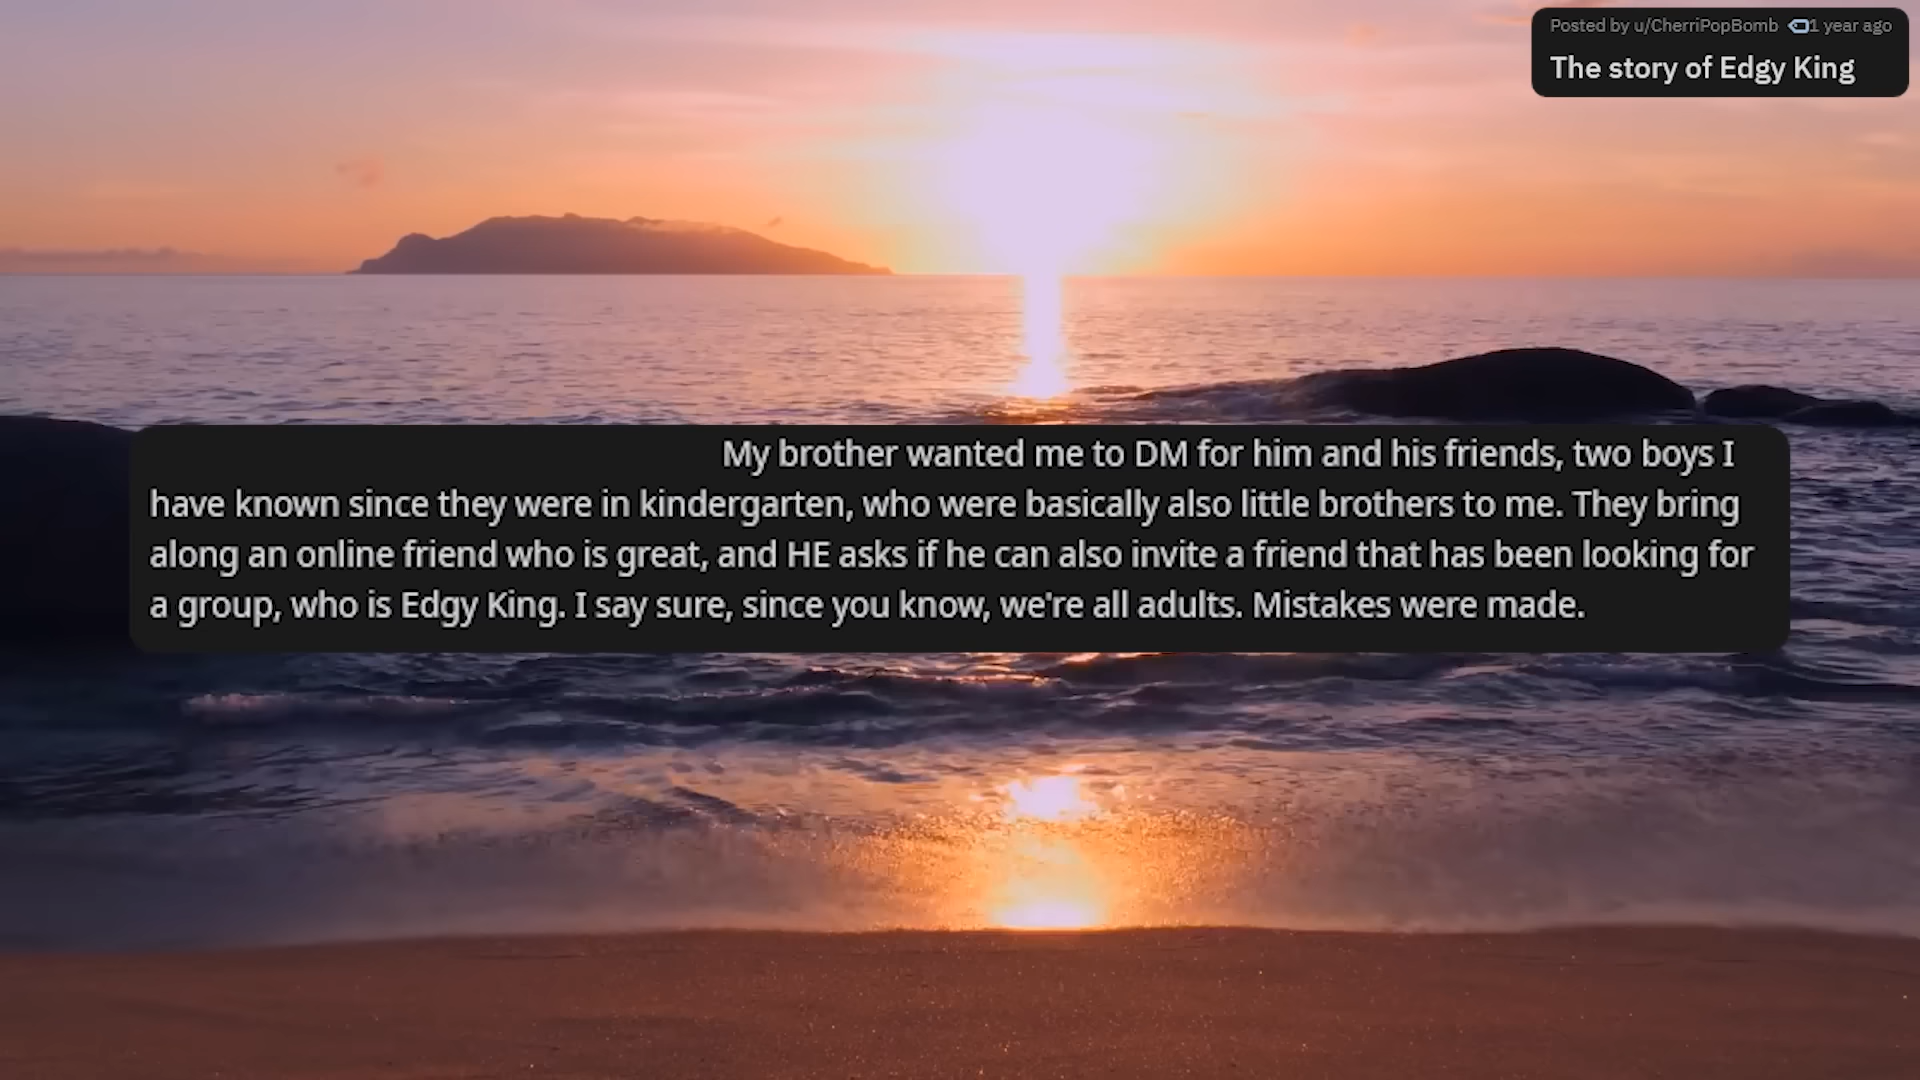 Posted by u/CherriPopBomb 1 year ago
The story of Edgy King
My brother wanted me to DM for him and his friends, two boys I
have known since they were in kindergarten, who were basically also little brothers to me. They bring
along an online friend who is great, and HE asks if he can also invite a friend that has been looking for
a group, who is Edgy King. I say sure, since you know, we're all adults. Mistakes were made.